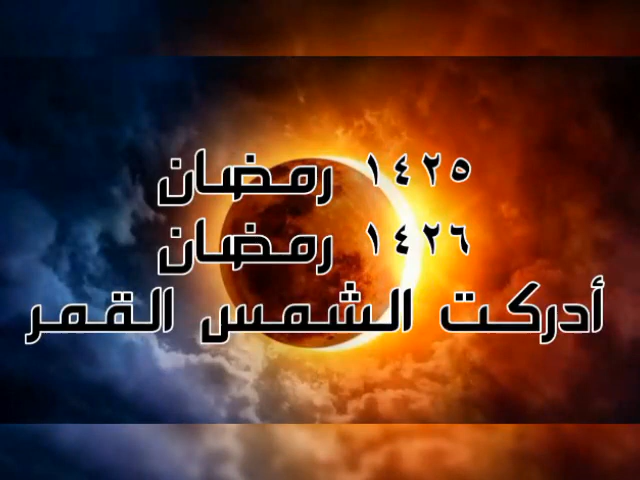 ١٤٢٥ رمضان
١٤٢٦ رمضان
أدركت الشمس القمر